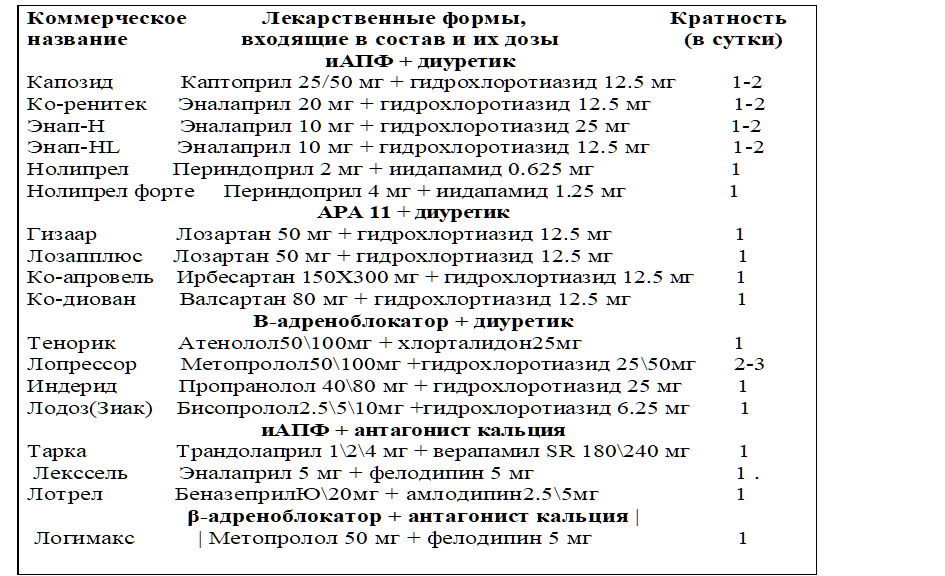 Коммерческое Лекарственные формы, Кратность
название входящие в состав и их дозы (в сутки)
иАПФ + диуретик
Капозид Каптоприл 25/50 мг + гидрохлоротиазид 12.5 мг 1-2
Ко-ренитек Эналаприл 20 мг + гидрохлоротиазид 12.5 мг 1-2
Энап-Н Эналаприл 10 мг + гидрохлоротиазид 25 мг 1-2
Энап-HL Эналаприл 10 мг + гидрохлоротиазид 12.5 мг 1-2
Нолипрел Периндоприл 2 мг + иидапамид 0.625 мг 1
Нолипрел форте Периндоприл 4 мг + иидапамид 1.25 мг 1
АРА 11 + диуретик
Гизаар Лозартан 50 мг + гидрохлортиазид 12.5 мг 1
Лозапплюс Лозартан 50 мг + гидрохлортиазид 12.5 мг 1
Ко-апровель Ирбесартан 150Х300 мг + гидрохлортиазид 12.5 мг 1
Ко-диован Валсартан 80 мг + гидрохлортиазид 12.5 мг 1
В-адреноблокатор + диуретик
Тенорик Атенолол50\100мг + хлорталидон25мг 1
Лопрессор Метопролол50\100мг +гидрохлоротиазид 25\50мг 2-3
Индерид Пропранолол 40\80 мг + гидрохлоротиазид 25 мг 1
Лодоз(Зиак) Бисопролол2.5\5\10мг +гидрохлоротиазид 6.25 мг 1
иАПФ + антагонист кальция
Тарка Трандолаприл 1\2\4 мг + верапамил SR 180\240 мг 1
Лекссель Эналаприл 5 мг + фелодипин 5 мг 1 .
Лотрел БеназеприлЮ\20мг + амлодипин2.5\5мг 1
β-адреноблокатор + антагонист кальция |
Логимакс | Метопролол 50 мг + фелодипин 5 мг 1